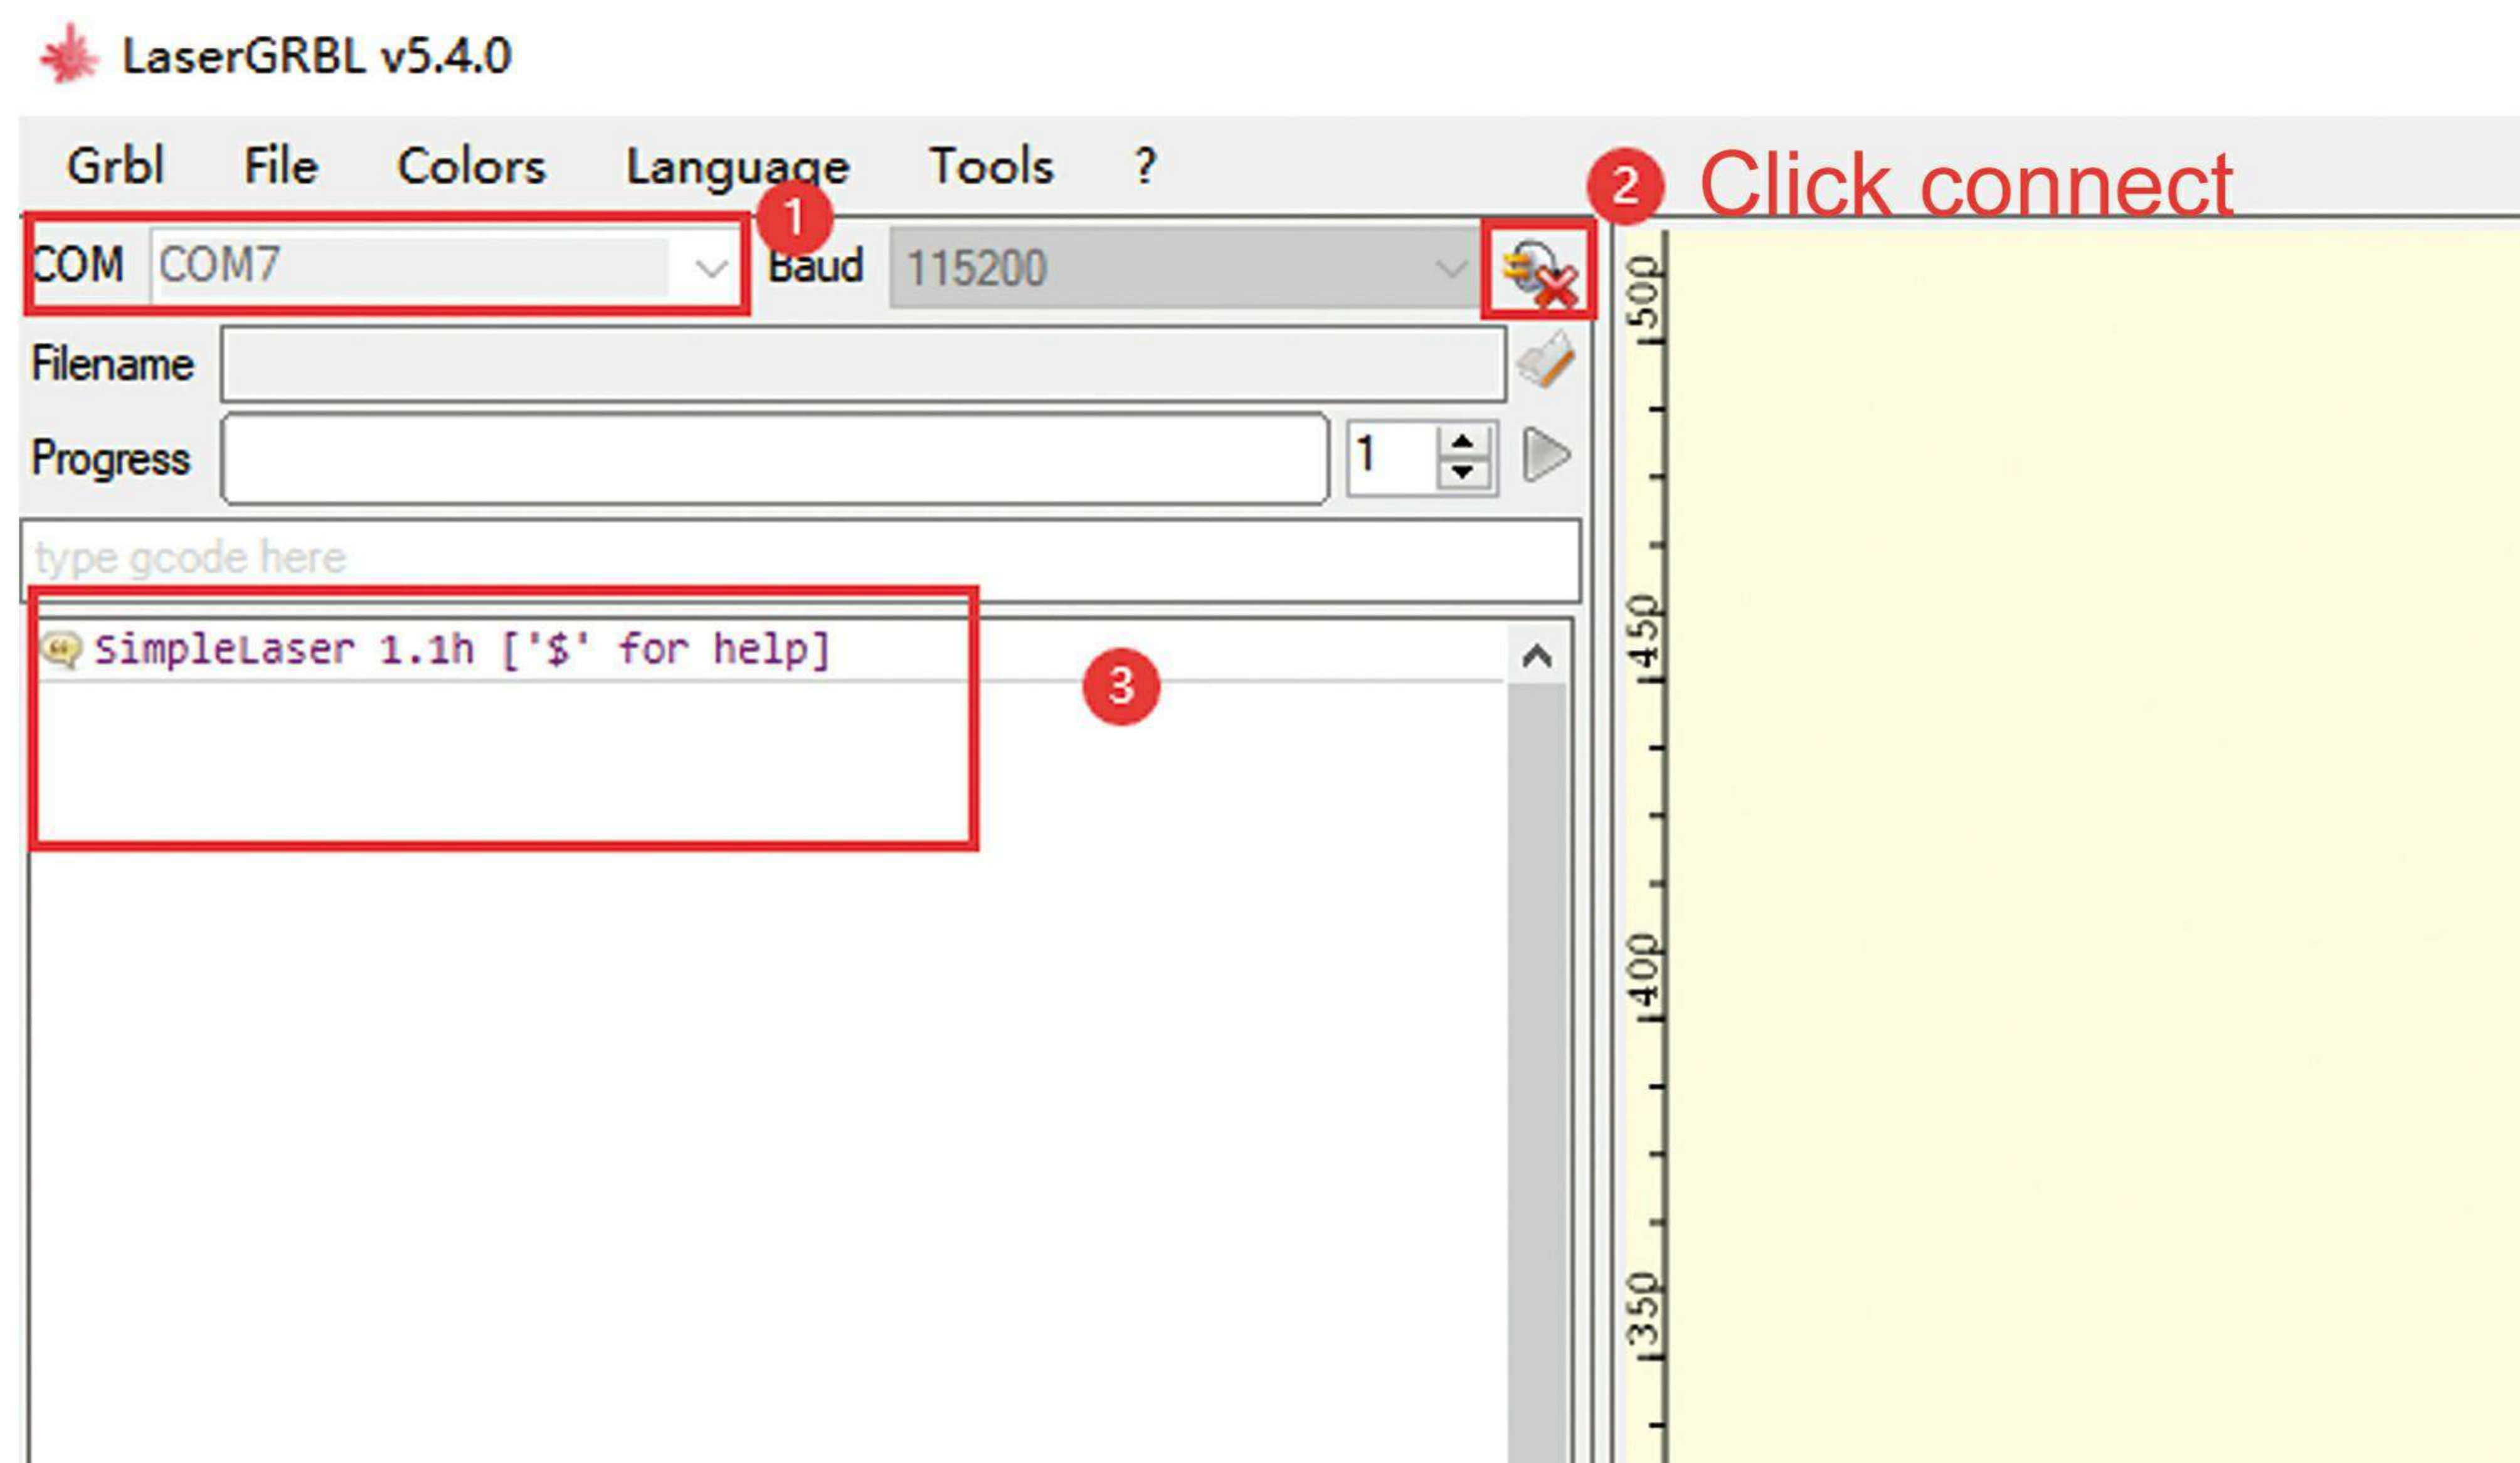 LaserGRBL v5.4.0
Grbl File Colors Language Tools ?
2 Click connect
1
COM COM7 Baud 115200
Filename
Progress 1
type gcode here
SimpleLaser 1.1h ['$' for help]
3
500
450
400
350